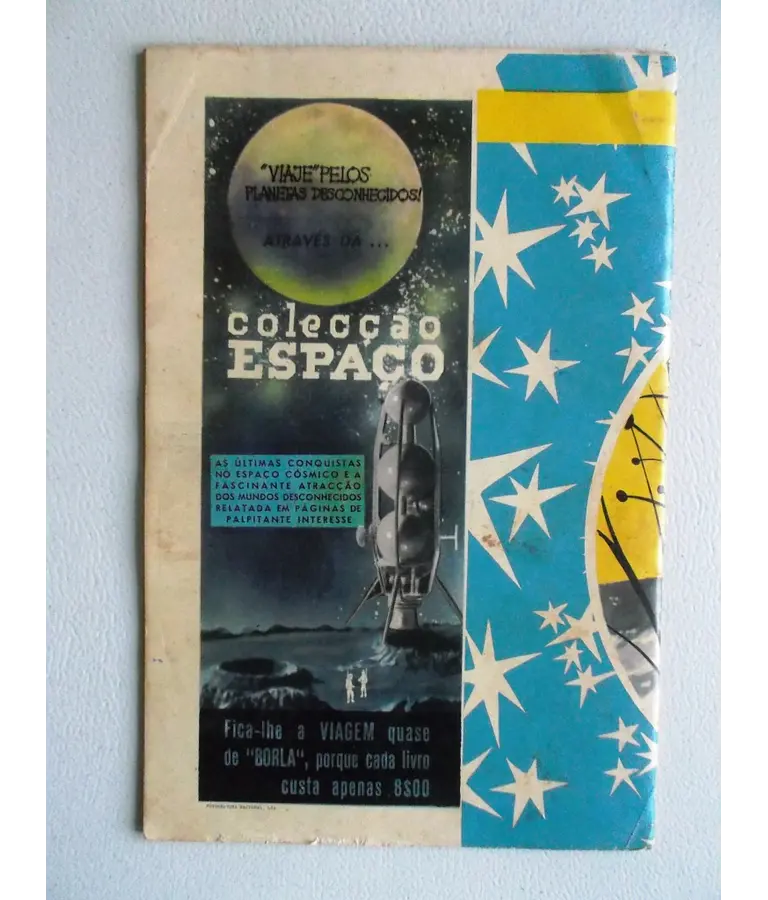 "VIAJE" PELOS
PLANETAS DESCONHECIDOS!
ATRAVÉS DA ...
colecção
ESPAÇO
AS ÚLTIMAS CONQUISTAS
NO ESPAÇO CÓSMICO E A
FASCINANTE ATRACÇÃO
DOS MUNDOS DESCONHECIDOS
RELATADA EM PÁGINAS DE
PALPITANTE INTERESSE
Fica-lhe a VIAGEM quase
de "BORLA", porque cada livro
custa apenas 8$00